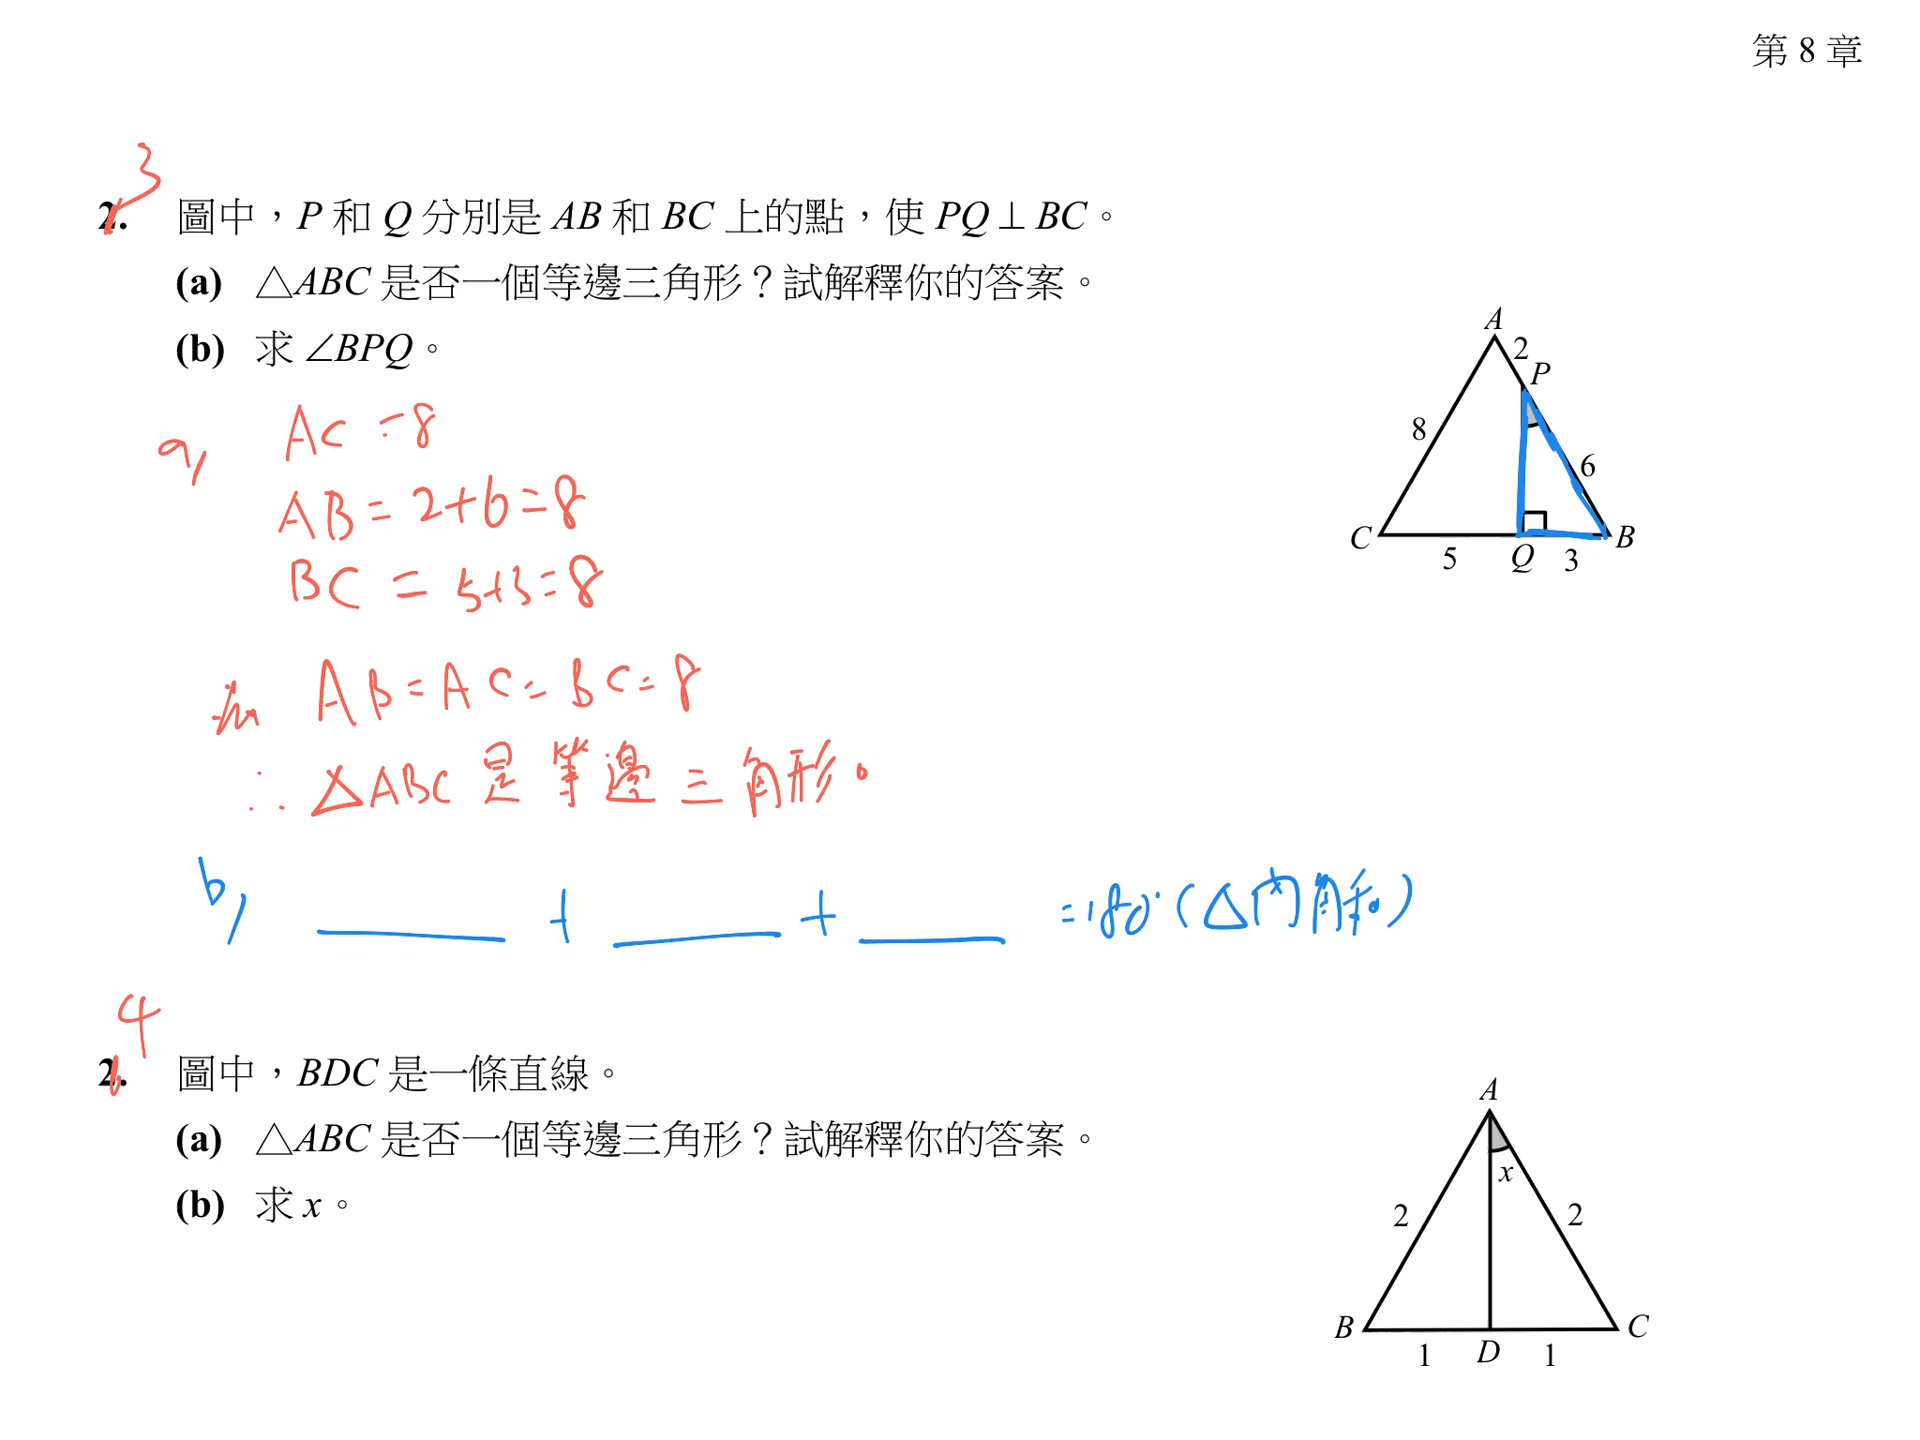 第 8 章
3
2. 圖中，P 和 Q 分別是 AB 和 BC 上的點，使 PQ ⊥ BC。
(a) △ABC 是否一個等邊三角形？試解釋你的答案。
(b) 求 ∠BPQ。
A
2
P
8
6
C
5
Q
3
B
a) AC = 8
AB = 2+6 = 8
BC = 5+3 = 8
AB = AC = BC = 8
∴ △ABC 是等邊三角形。
b) ____ + ____ + ____ = 180° (△內角和)
4
2. 圖中，BDC 是一條直線。
(a) △ABC 是否一個等邊三角形？試解釋你的答案。
(b) 求 x。
A
x
2
2
B
1
D
1
C